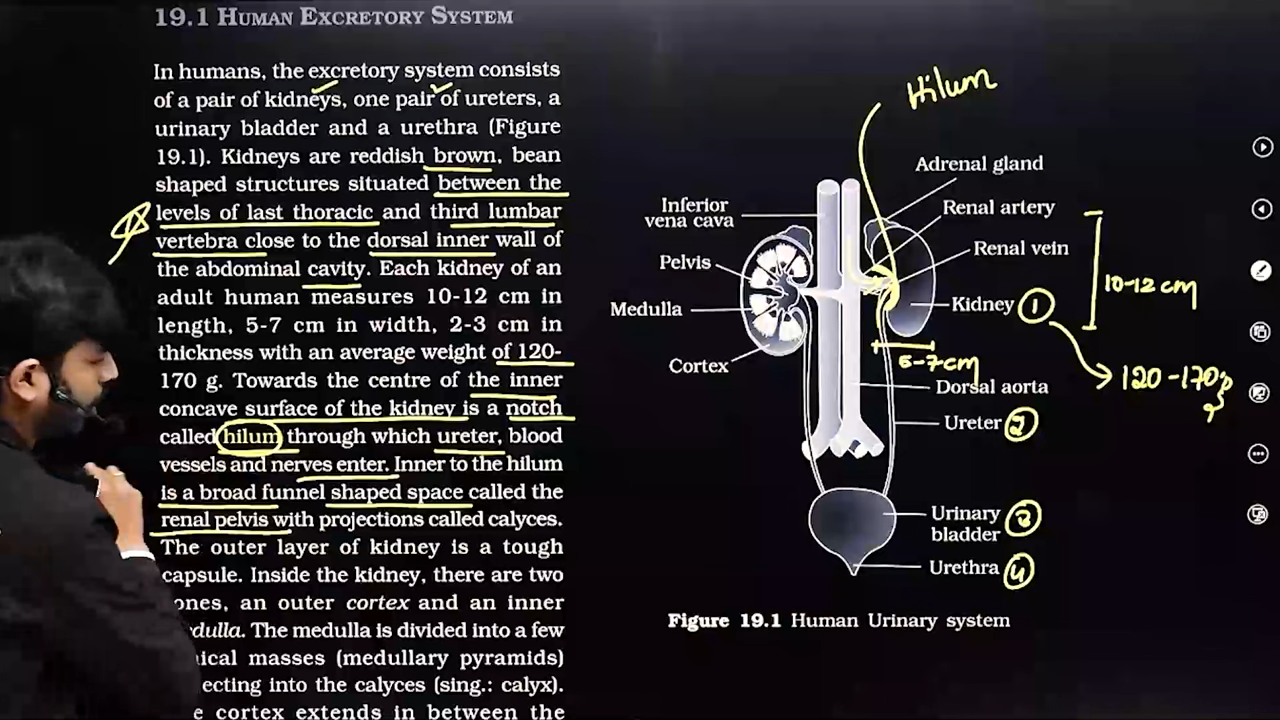 19.1 HUMAN EXCRETORY SYSTEM
In humans, the excretory system consists
of a pair of kidneys, one pair of ureters, a
urinary bladder and a urethra (Figure
19.1). Kidneys are reddish brown, bean
shaped structures situated between the
levels of last thoracic and third lumbar
vertebra close to the dorsal inner wall of
the abdominal cavity. Each kidney of an
adult human measures 10-12 cm in
length, 5-7 cm in width, 2-3 cm in
thickness with an average weight of 120-
170 g. Towards the centre of the inner
concave surface of the kidney is a notch
called hilum through which ureter, blood
vessels and nerves enter. Inner to the hilum
is a broad funnel shaped space called the
renal pelvis with projections called calyces.
The outer layer of kidney is a tough
capsule. Inside the kidney, there are two
ones, an outer cortex and an inner
dulla. The medulla is divided into a few
ical masses (medullary pyramids)
ecting into the calyces (sing.: calyx).
e cortex extends in between the
Hilum
Adrenal gland
Renal artery
Renal vein
Kidney 1
10-12 cm
5-7 cm
120-170g
Dorsal aorta
Ureter 2
Urinary
bladder 3
Urethra 4
Inferior
vena cava
Pelvis
Medulla
Cortex
Figure 19.1 Human Urinary system